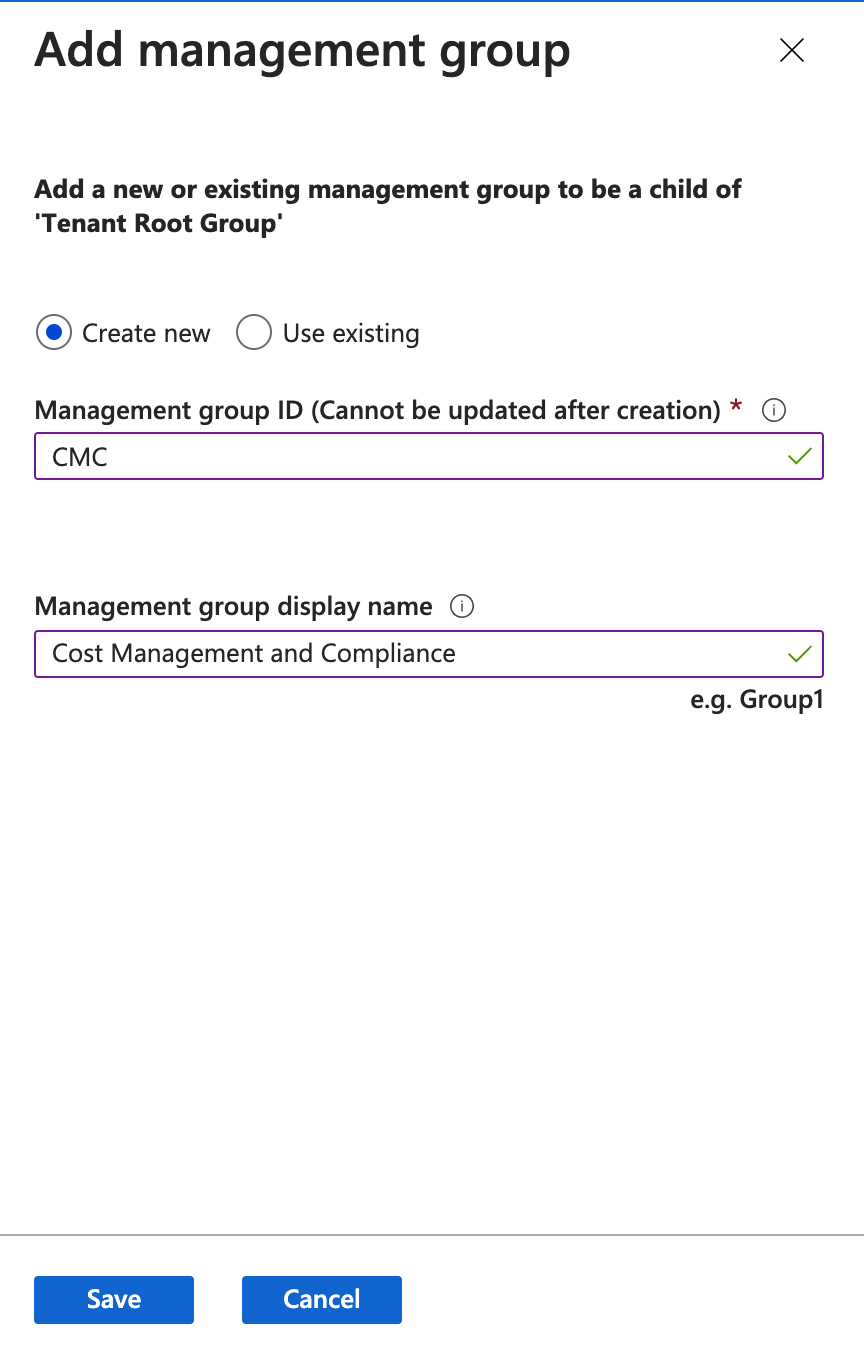 Add management group
Add a new or existing management group to be a child of
'Tenant Root Group'
Create new Use existing
Management group ID (Cannot be updated after creation) *
CMC
Management group display name
Cost Management and Compliance
e.g. Group1
Save Cancel